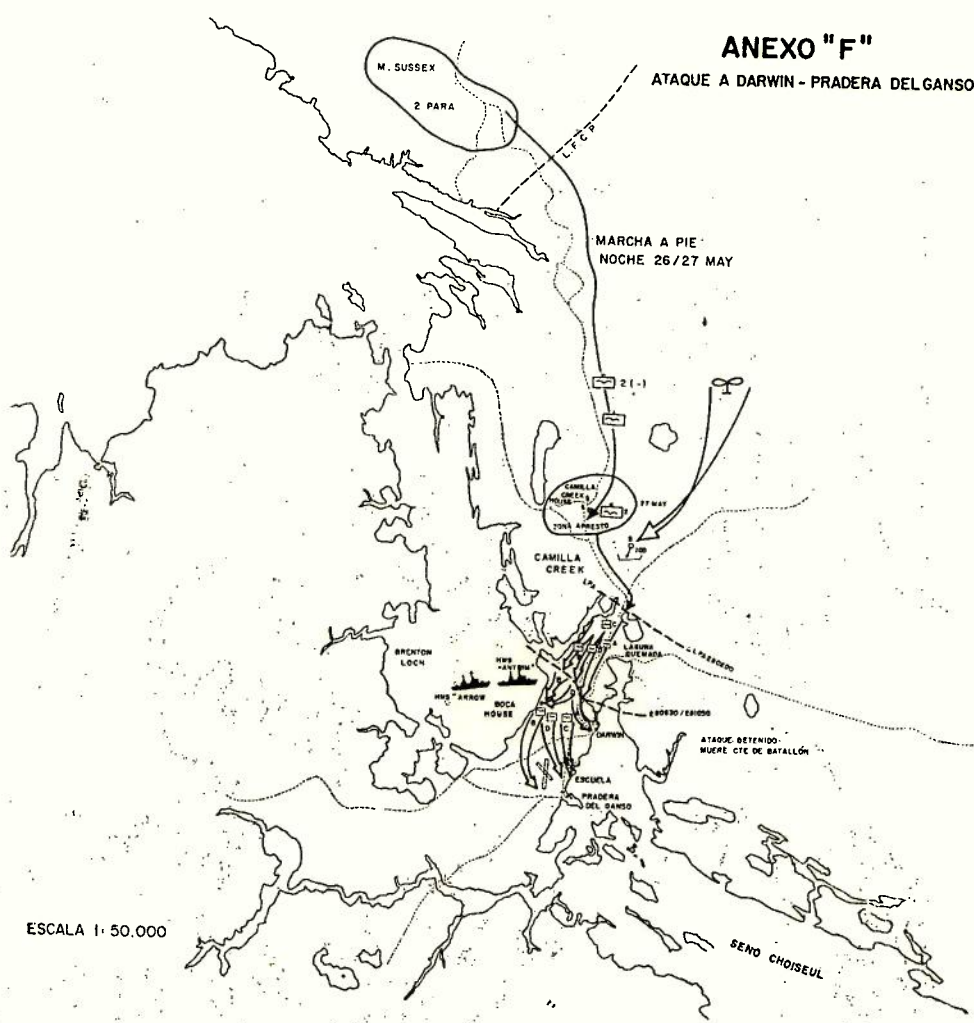 ANEXO "F"
ATAQUE A DARWIN - PRADERA DEL GANSO
M. SUSSEX
2 PARA
L.F.C.P.
MARCHA A PIE
NOCHE 26/27 MAY
2 (-)
CAMILLA
CREEK
HOUSE
27 MAY
ZONA APRESTO
CAMILLA
CREEK
LAGUNA
QUEMADA
BRENTON
LOCH
HMS
"ANTRIM"
HMS "ARROW"
BOCA
HOUSE
280630/281030
DARWIN
ATAQUE DETENIDO
MUERE CTE DE BATALLÓN
B
D
C
ESCUELA
PRADERA
DEL GANSO
ESCALA 1: 50.000
SENO CHOISEUL